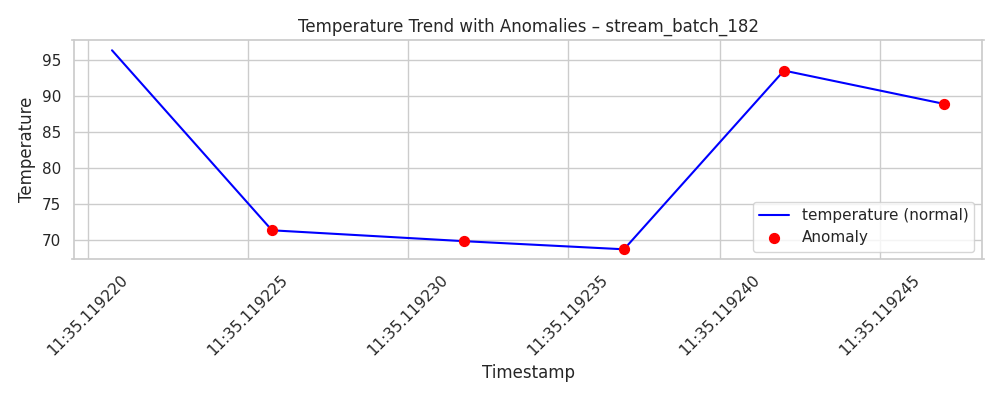 Temperature Trend with Anomalies – stream_batch_182
Temperature
95
90
85
80
75
70
temperature (normal)
Anomaly
11:35.119220
11:35.119225
11:35.119230
11:35.119235
11:35.119240
11:35.119245
Timestamp